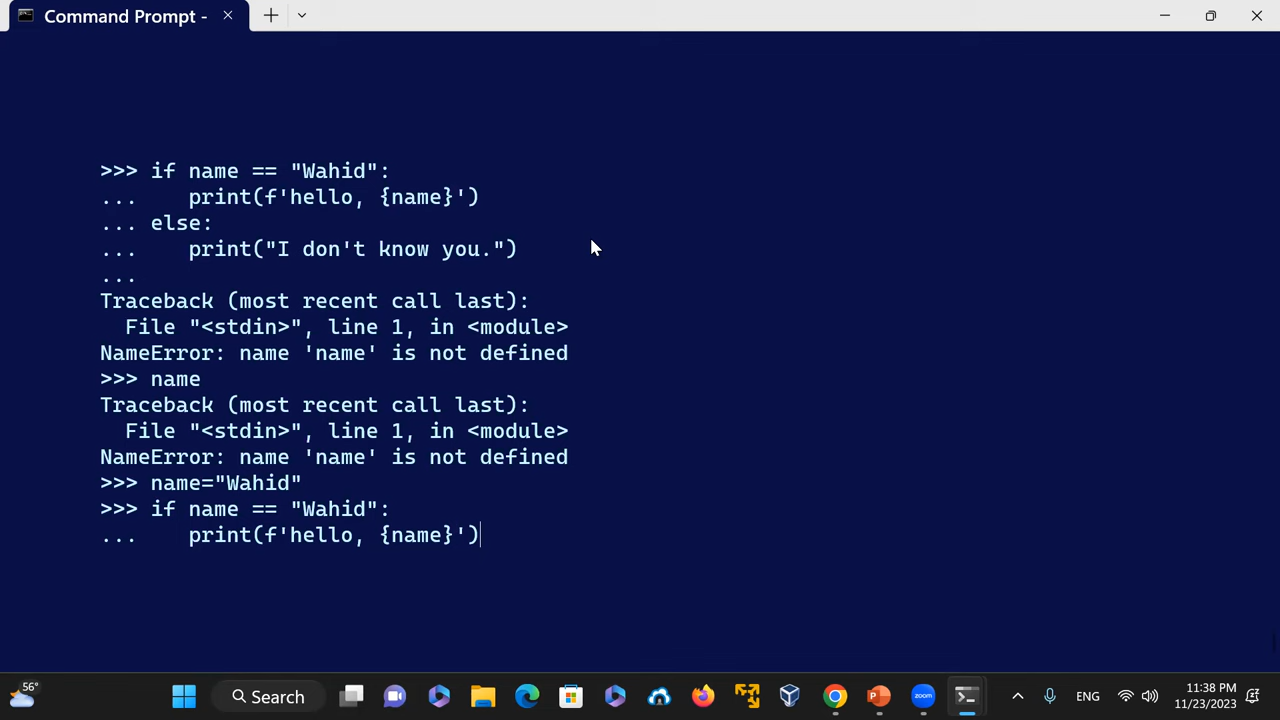 Command Prompt -
>>> if name == "Wahid":
...    print(f'hello, {name}')
... else:
...    print("I don't know you.")
...
Traceback (most recent call last):
  File "<stdin>", line 1, in <module>
NameError: name 'name' is not defined
>>> name
Traceback (most recent call last):
  File "<stdin>", line 1, in <module>
NameError: name 'name' is not defined
>>> name="Wahid"
>>> if name == "Wahid":
...    print(f'hello, {name}')
56°
Search
zoom
ENG
11:38 PM
11/23/2023